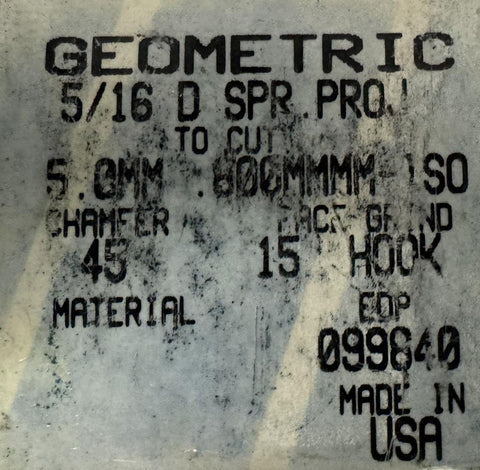 GEOMETRIC
5/16 D SPR.PROJ
TO CUT
5.0MM .800MMMM ISO
CHAMFER FACE GRIND
45 15 HOOK
MATERIAL EDP
099640
MADE IN
USA